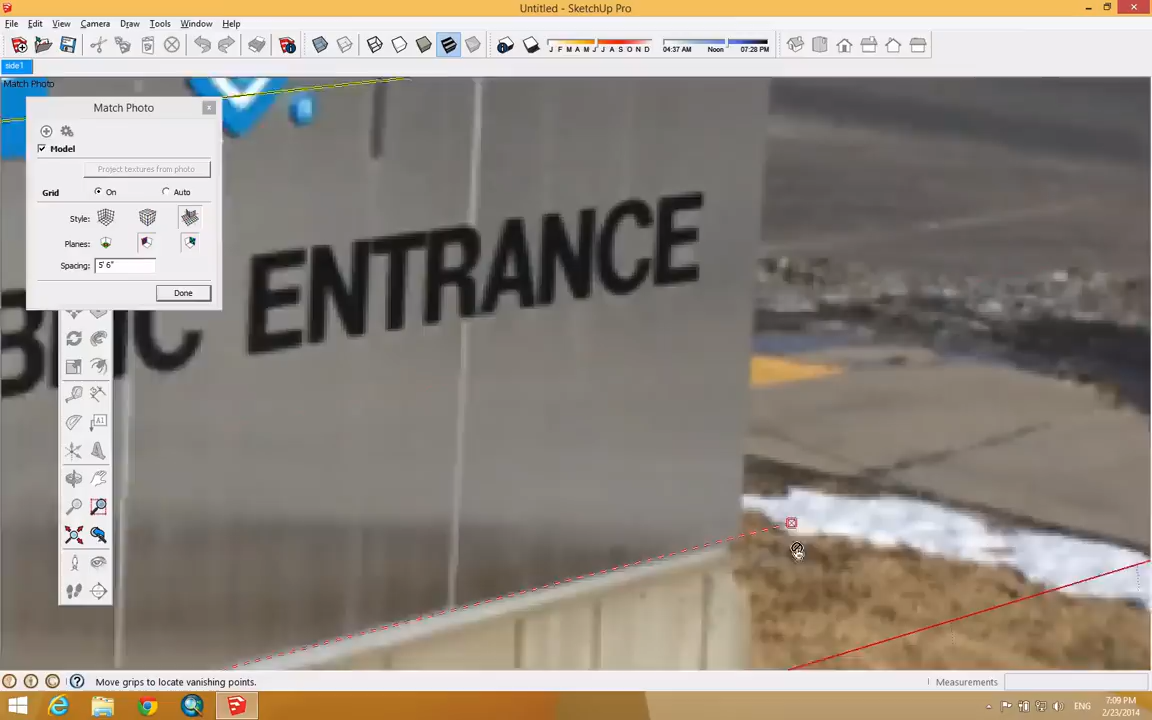 Untitled - SketchUp Pro
File Edit View Camera Draw Tools Window Help
J F M A M J J A S O N D 04:37 AM Noon 07:28 PM
side1
Match Photo
Match Photo
Model
Project textures from photo
Grid On Auto
Style:
Planes:
Spacing: 5' 6"
Done
ENTRANCE
A1
Move grips to locate vanishing points.
Measurements
ENG
7:09 PM
2/23/2014